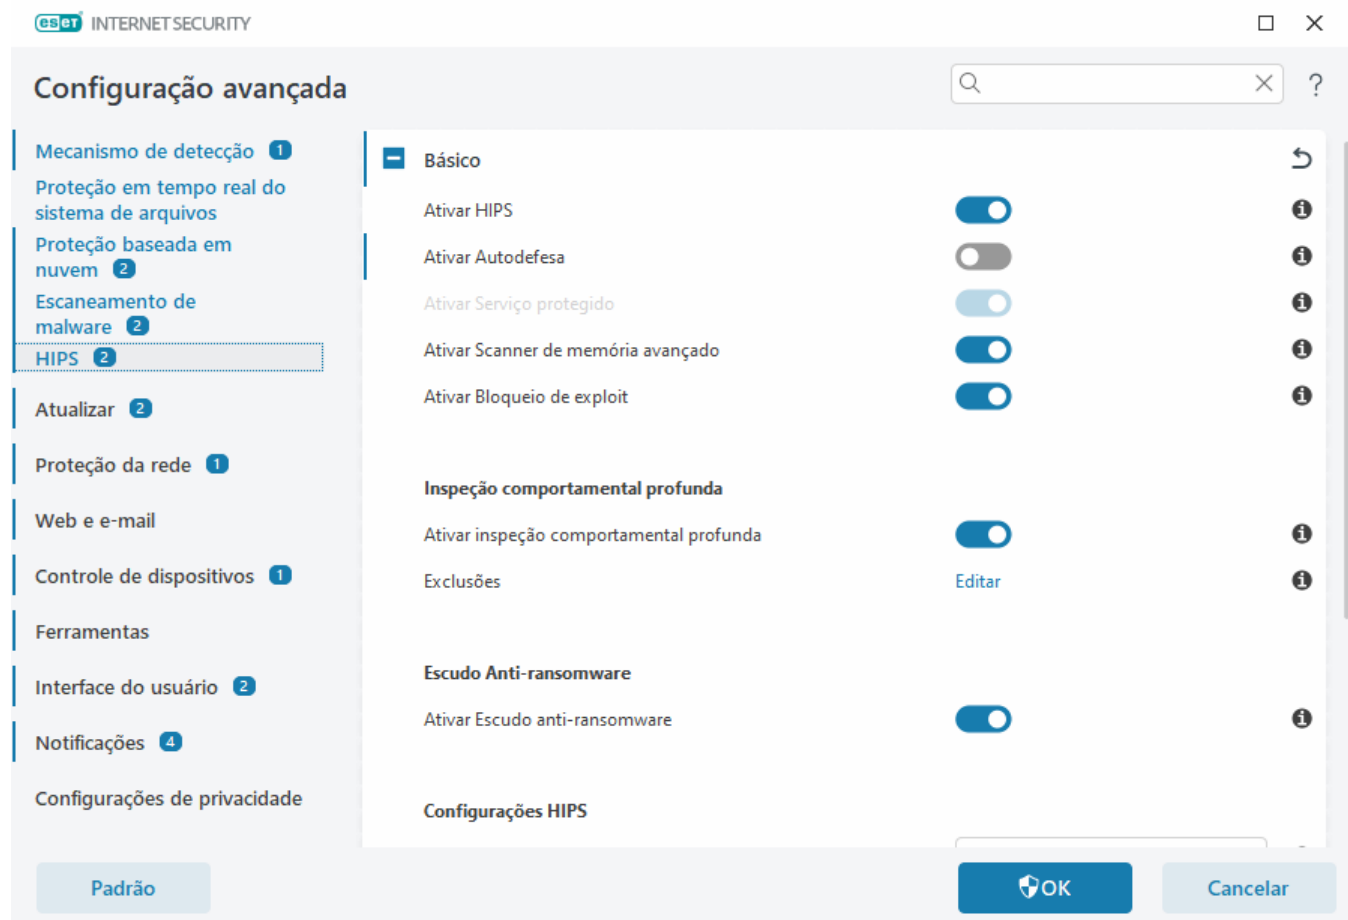 eset INTERNET SECURITY
Configuração avançada
?
Mecanismo de detecção 1
Proteção em tempo real do
sistema de arquivos
Proteção baseada em
nuvem 2
Escaneamento de
malware 2
HIPS 2
Atualizar 2
Proteção da rede 1
Web e e-mail
Controle de dispositivos 1
Ferramentas
Interface do usuário 2
Notificações 4
Configurações de privacidade
Básico
Ativar HIPS
Ativar Autodefesa
Ativar Serviço protegido
Ativar Scanner de memória avançado
Ativar Bloqueio de exploit
Inspeção comportamental profunda
Ativar inspeção comportamental profunda
Exclusões Editar
Escudo Anti-ransomware
Ativar Escudo anti-ransomware
Configurações HIPS
Padrão
OK
Cancelar